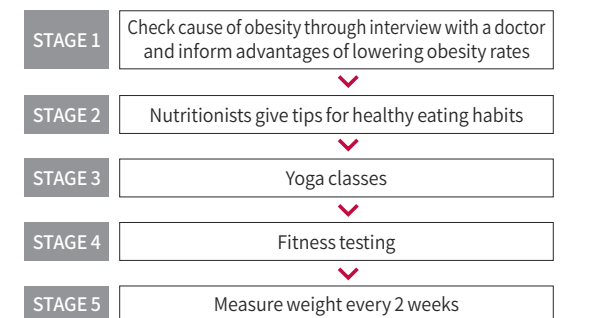 STAGE 1
Check cause of obesity through interview with a doctor
and inform advantages of lowering obesity rates
STAGE 2
Nutritionists give tips for healthy eating habits
STAGE 3
Yoga classes
STAGE 4
Fitness testing
STAGE 5
Measure weight every 2 weeks